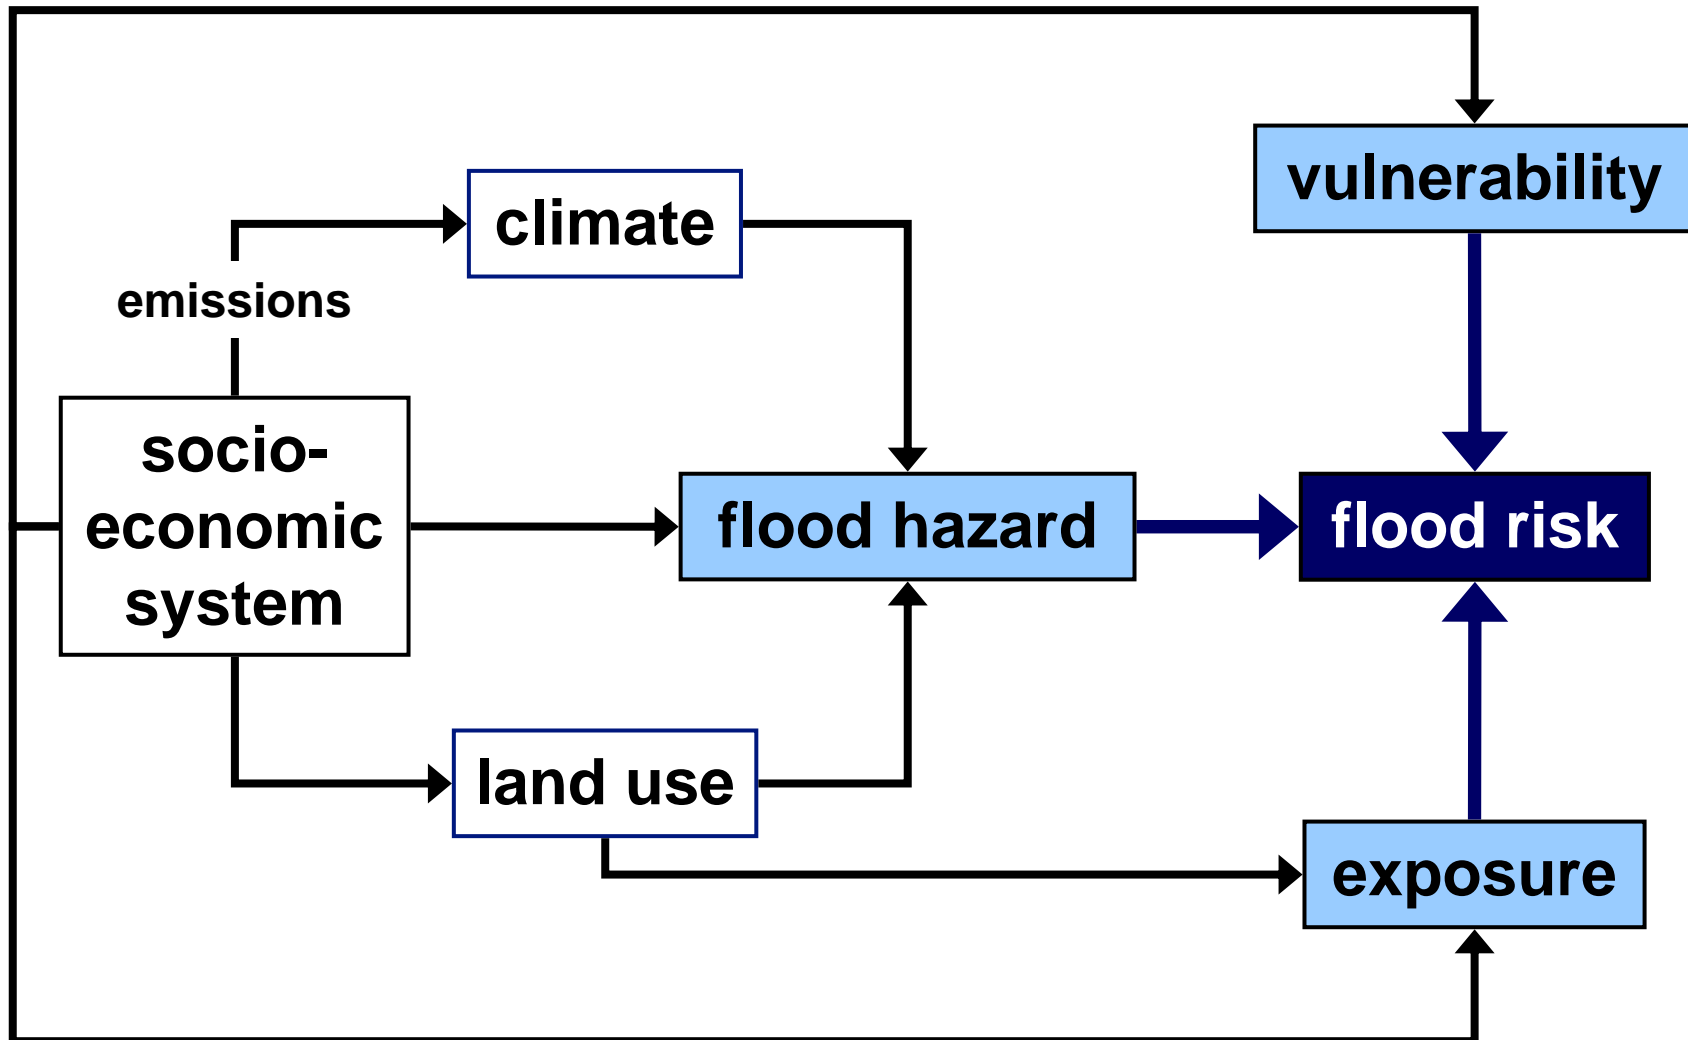 vulnerability
climate
emissions
socio-
economic
system
flood hazard
flood risk
land use
exposure